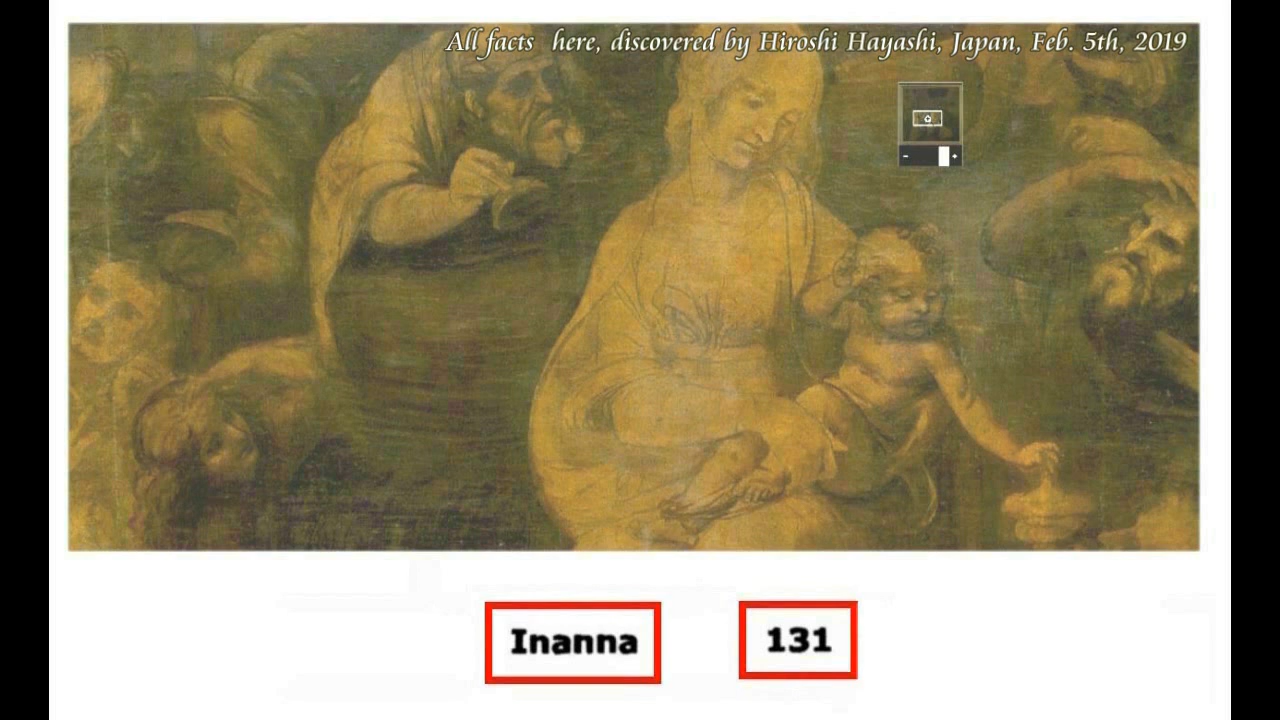 All facts here, discovered by Hiroshi Hayashi, Japan, Feb. 5th, 2019
G
- +
Inanna 131